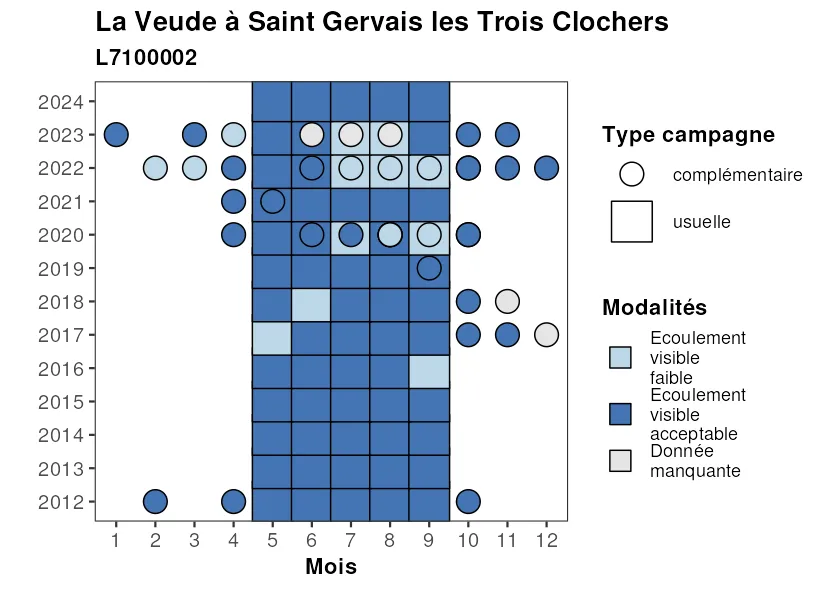 La Veude à Saint Gervais les Trois Clochers
L7100002
2024
2023
2022
2021
2020
2019
2018
2017
2016
2015
2014
2013
2012
1 2 3 4 5 6 7 8 9 10 11 12
Mois
Type campagne
complémentaire
usuelle
Modalités
Ecoulement
visible
faible
Ecoulement
visible
acceptable
Donnée
manquante